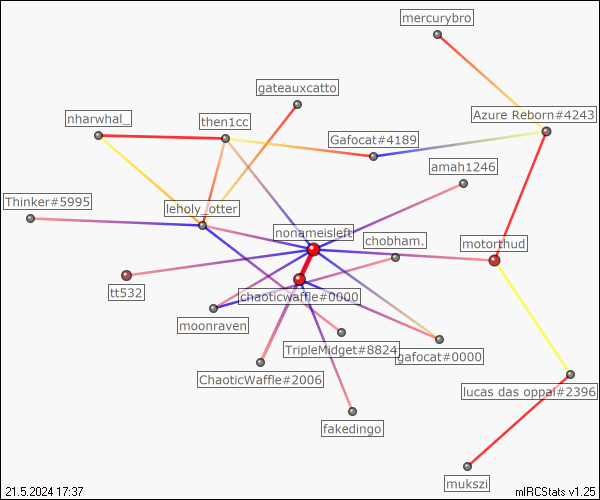 mercurybro
gateauxcatto
nharwhal_
then1cc
Azure Reborn#4243
Gafocat#4189
amah1246
Thinker#5995
leholy_otter
nonameisleft
chobham.
motorthud
tt532
chaoticwaffle#0000
moonraven
TripleMidget#8824
gafocat#0000
ChaoticWaffle#2006
lucas das oppai#2396
fakedingo
mukszi
21.5.2024 17:37
mIRCStats v1.25